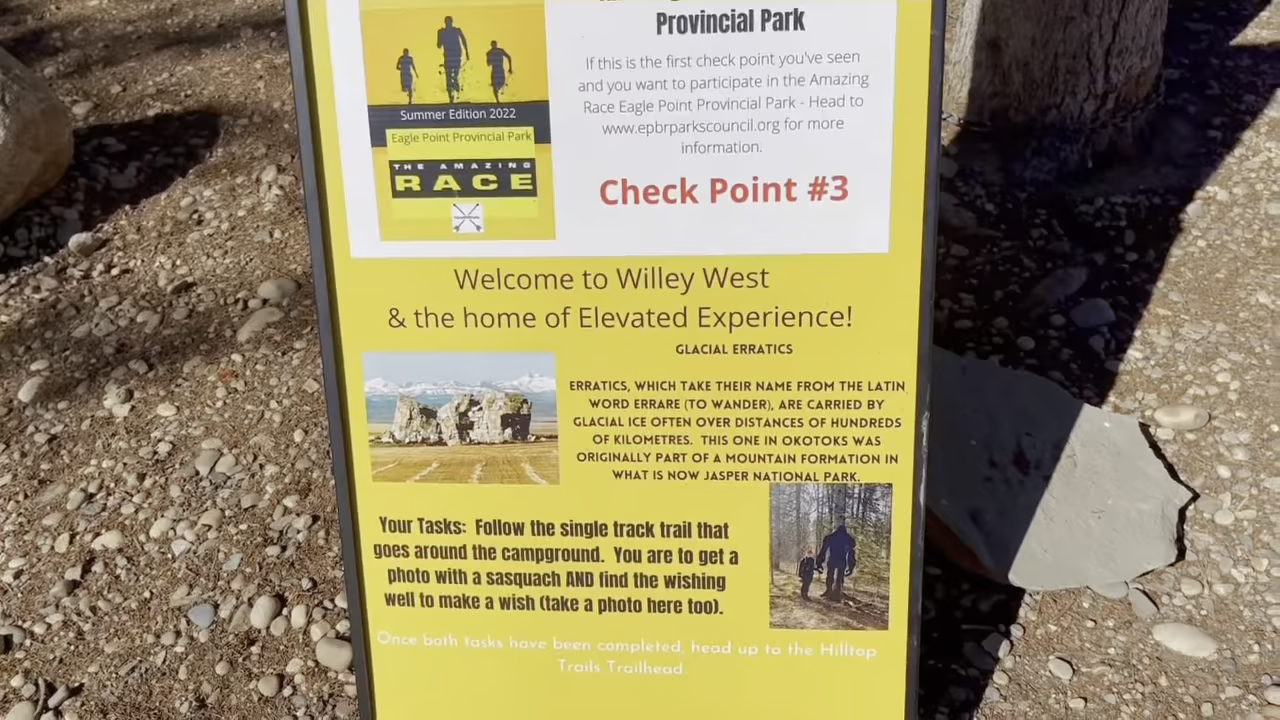 Provincial Park
If this is the first check point you've seen
and you want to participate in the Amazing
Race Eagle Point Provincial Park - Head to
www.epbrparkscouncil.org for more
information.
Check Point #3
Summer Edition 2022
Eagle Point Provincial Park
THE AMAZING
RACE
Welcome to Willey West
& the home of Elevated Experience!
GLACIAL ERRATICS
ERRATICS, WHICH TAKE THEIR NAME FROM THE LATIN
WORD ERRARE (TO WANDER), ARE CARRIED BY
GLACIAL ICE OFTEN OVER DISTANCES OF HUNDREDS
OF KILOMETRES. THIS ONE IN OKOTOKS WAS
ORIGINALLY PART OF A MOUNTAIN FORMATION IN
WHAT IS NOW JASPER NATIONAL PARK.
Your Tasks: Follow the single track trail that
goes around the campground. You are to get a
photo with a sasquach AND find the wishing
well to make a wish (take a photo here too).
Once both tasks have been completed, head up to the Hilltop
Trails Trailhead.